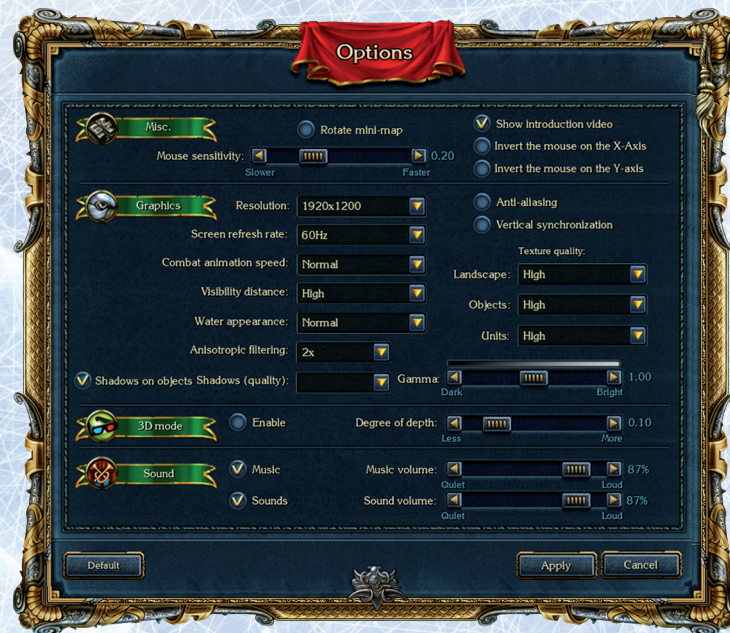 Options
Misc.
Rotate mini-map
Show introduction video
Invert the mouse on the X-Axis
Invert the mouse on the Y-axis
Mouse sensitivity: 0.20
Slower Faster
Graphics
Resolution: 1920x1200
Anti-aliasing
Screen refresh rate: 60Hz
Vertical synchronization
Combat animation speed: Normal
Texture quality:
Landscape: High
Visibility distance: High
Objects: High
Water appearance: Normal
Units: High
Anisotropic filtering: 2x
Shadows on objects Shadows (quality):
Gamma: 1.00
Dark Bright
3D mode
Enable
Degree of depth: 0.10
Less More
Sound
Music
Music volume: 87%
Quiet Loud
Sounds
Sound volume: 87%
Quiet Loud
Default
Apply
Cancel